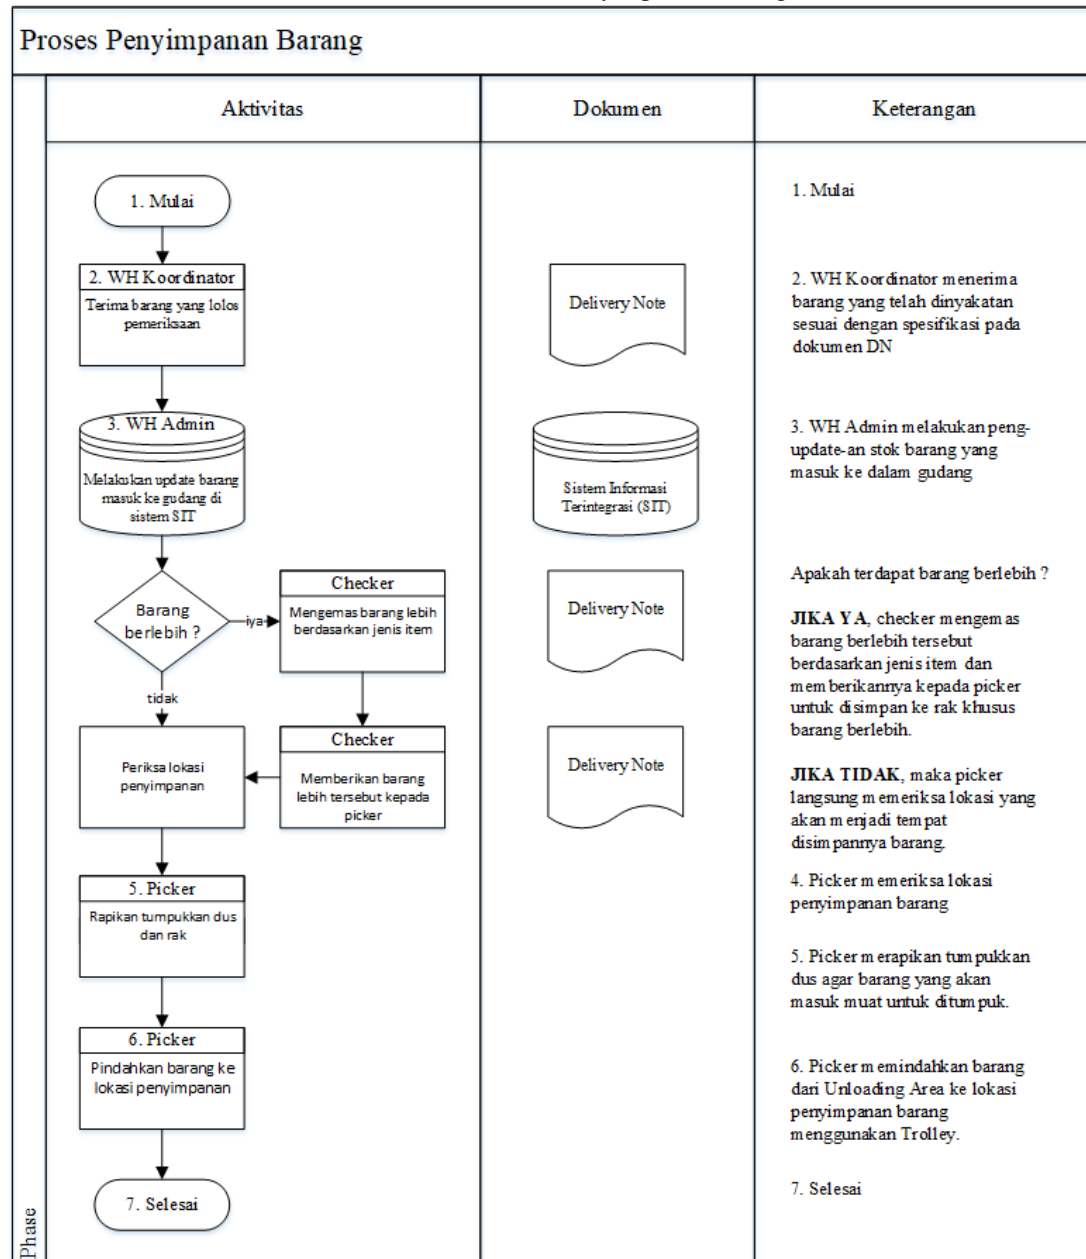 Proses Penyimpanan Barang
Aktivitas
Dokumen
Keterangan
1. Mulai
2. WH Koordinator
Terima barang yang lolos
pemeriksaan
3. WH Admin
Melakukan update barang
masuk ke gudang di
sistem SIT
Barang
berlebih ?
iya
tidak
Checker
Mengemas barang lebih
berdasarkan jenis item
Checker
Memberikan barang
lebih tersebut kepada
picker
Periksa lokasi
penyimpanan
5. Picker
Rapikan tumpukkan dus
dan rak
6. Picker
Pindahkan barang ke
lokasi penyimpanan
7. Selesai
Delivery Note
Sistem Informasi
Terintegrasi (SIT)
Delivery Note
Delivery Note
1. Mulai
2. WH Koordinator menerima
barang yang telah dinyatakan
sesuai dengan spesifikasi pada
dokumen DN
3. WH Admin melakukan peng-
update-an stok barang yang
masuk ke dalam gudang
Apakah terdapat barang berlebih ?
JIKA YA, checker mengemas
barang berlebih tersebut
berdasarkan jenis item dan
memberikannya kepada picker
untuk disimpan ke rak khusus
barang berlebih.
JIKA TIDAK, maka picker
langsung memeriksa lokasi yang
akan menjadi tempat
disimpannya barang.
4. Picker memeriksa lokasi
penyimpanan barang
5. Picker merapikan tumpukkan
dus agar barang yang akan
masuk muat untuk ditumpuk.
6. Picker memindahkan barang
dari Unloading Area ke lokasi
penyimpanan barang
menggunakan Trolley.
7. Selesai
Phase